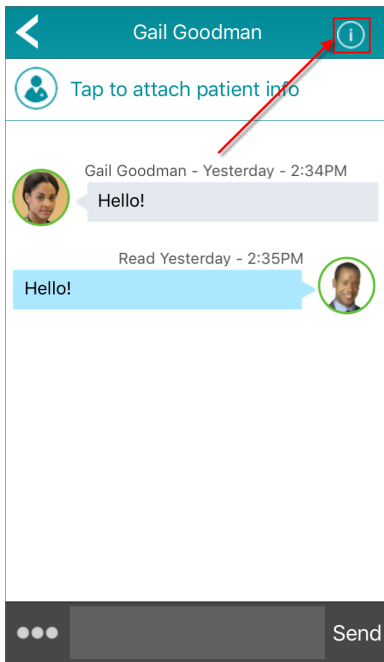 Gail Goodman
Tap to attach patient info
Gail Goodman - Yesterday - 2:34PM
Hello!
Read Yesterday - 2:35PM
Hello!
Send